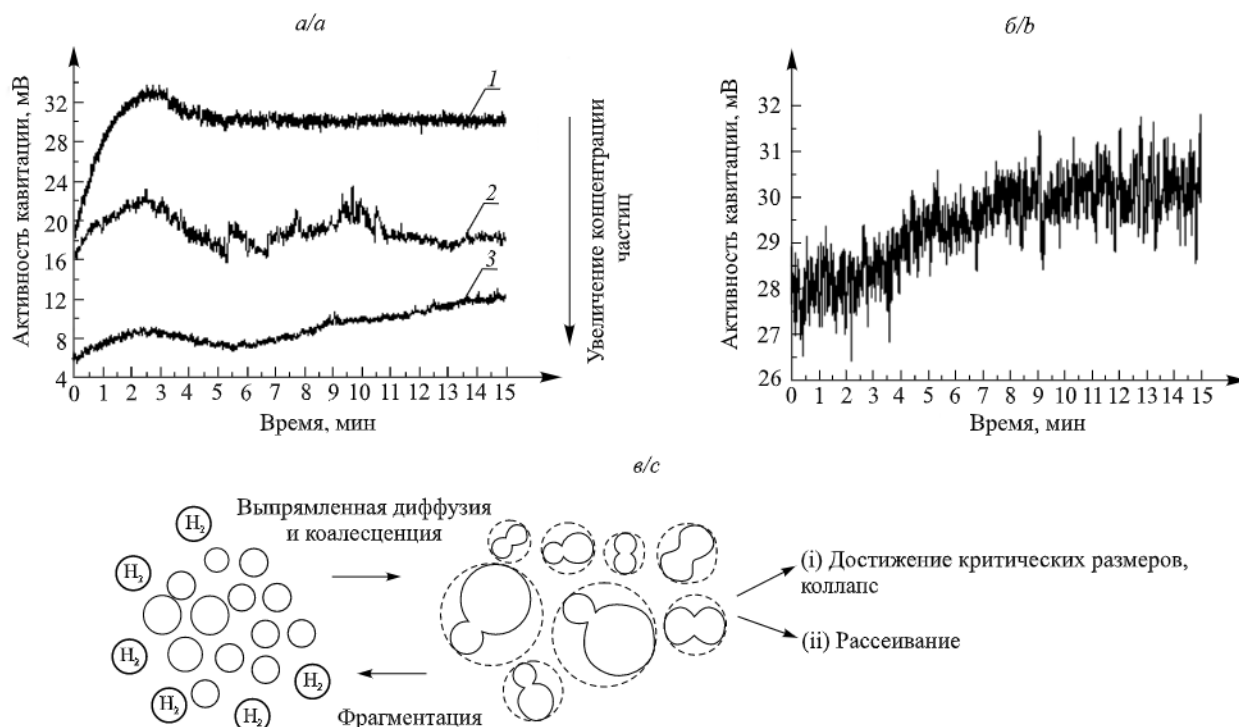 а/a
Активность кавитации, мВ
32
28
24
20
16
12
8
4
0 1 2 3 4 5 6 7 8 9 10 11 12 13 14 15
Время, мин
1
2
3
Увеличение концентрации
частиц
б/b
Активность кавитации, мВ
32
31
30
29
28
27
26
0 1 2 3 4 5 6 7 8 9 10 11 12 13 14 15
Время, мин
в/c
H2
H2
H2
H2
H2
H2
Выпрямленная диффузия
и коалесценция
Фрагментация
(i) Достижение критических размеров,
коллапс
(ii) Рассеивание